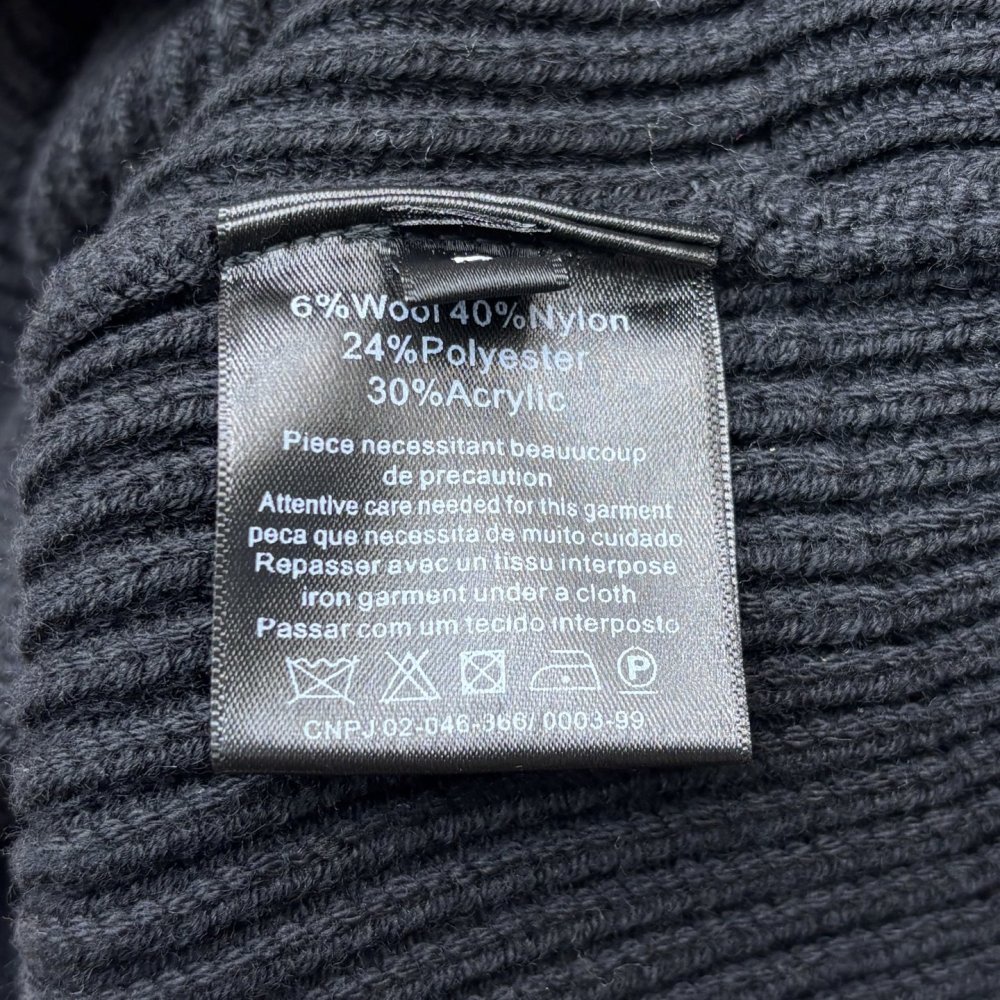 6%Wool 40%Nylon
24%Polyester
30%Acrylic
Piece necessitant beauucoup
de precaution
Attentive care needed for this garment
peca que necessita de muito cuidado
Repasser avec un tissu interpose
iron garment under a cloth
Passar com um tecido interposto
P
CNPJ 02-046-366/ 0003-99